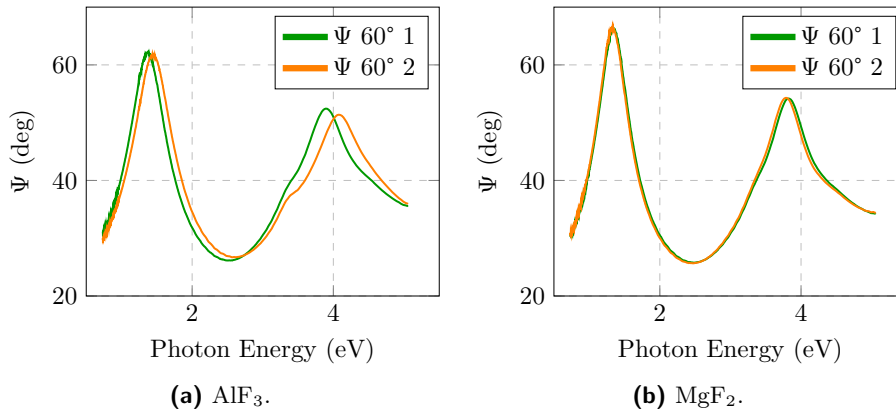 Ψ 60° 1
Ψ 60° 2
60
40
20
2
4
Ψ (deg)
Photon Energy (eV)
(a) AlF₃.
Ψ 60° 1
Ψ 60° 2
60
40
20
2
4
Ψ (deg)
Photon Energy (eV)
(b) MgF₂.